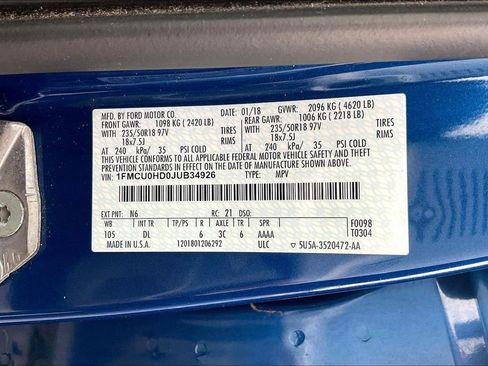 MFD. BY FORD MOTOR CO.
01/18 GVWR: 2096 KG ( 4620 LB)
FRONT GAWR: 1098 KG ( 2420 LB) REAR GAWR: 1006 KG ( 2218 LB)
WITH 235/50R18 97V TIRES WITH 235/50R18 97V TIRES
18x7.5J RIMS 18x7.5J RIMS
AT 240 kPa/ 35 PSI COLD AT 240 kPa/ 35 PSI COLD
THIS VEHICLE CONFORMS TO ALL APPLICABLE FEDERAL MOTOR VEHICLE
SAFETY, BUMPER, AND THEFT PREVENTION STANDARDS IN EFFECT ON THE
DATE OF MANUFACTURE SHOWN ABOVE.
VIN: 1FMCU0HD0JUB34926
TYPE: MPV
EXT PNT: N6 RC: 21 DSO:
WB TP/PS R AXLE TR SPR F0098
105 DL 6 3C 6 AAAA T0304
MADE IN U.S.A. 1201801206292 ULC 5U5A-3520472-AA